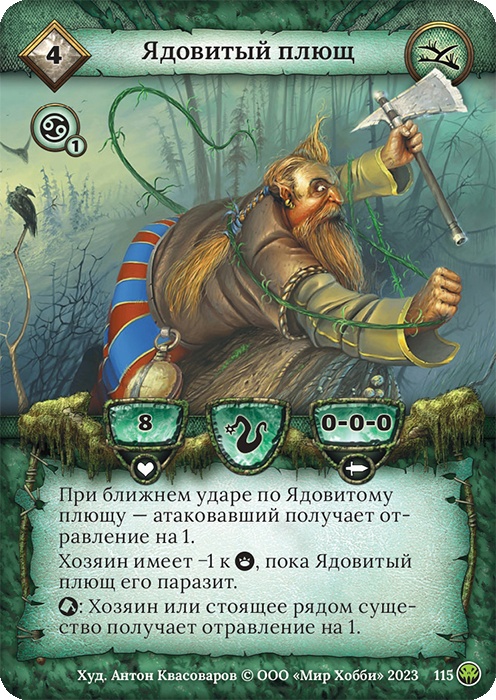 4
Ядовитый плющ
1
8
0-0-0
При ближнем ударе по Ядовитому
плющу — атаковавший получает от-
равление на 1.
Хозяин имеет −1 к , пока Ядовитый
плющ его паразит.
: Хозяин или стоящее рядом суще-
ство получает отравление на 1.
Худ. Антон Квасоваров © ООО «Мир Хобби» 2023
115